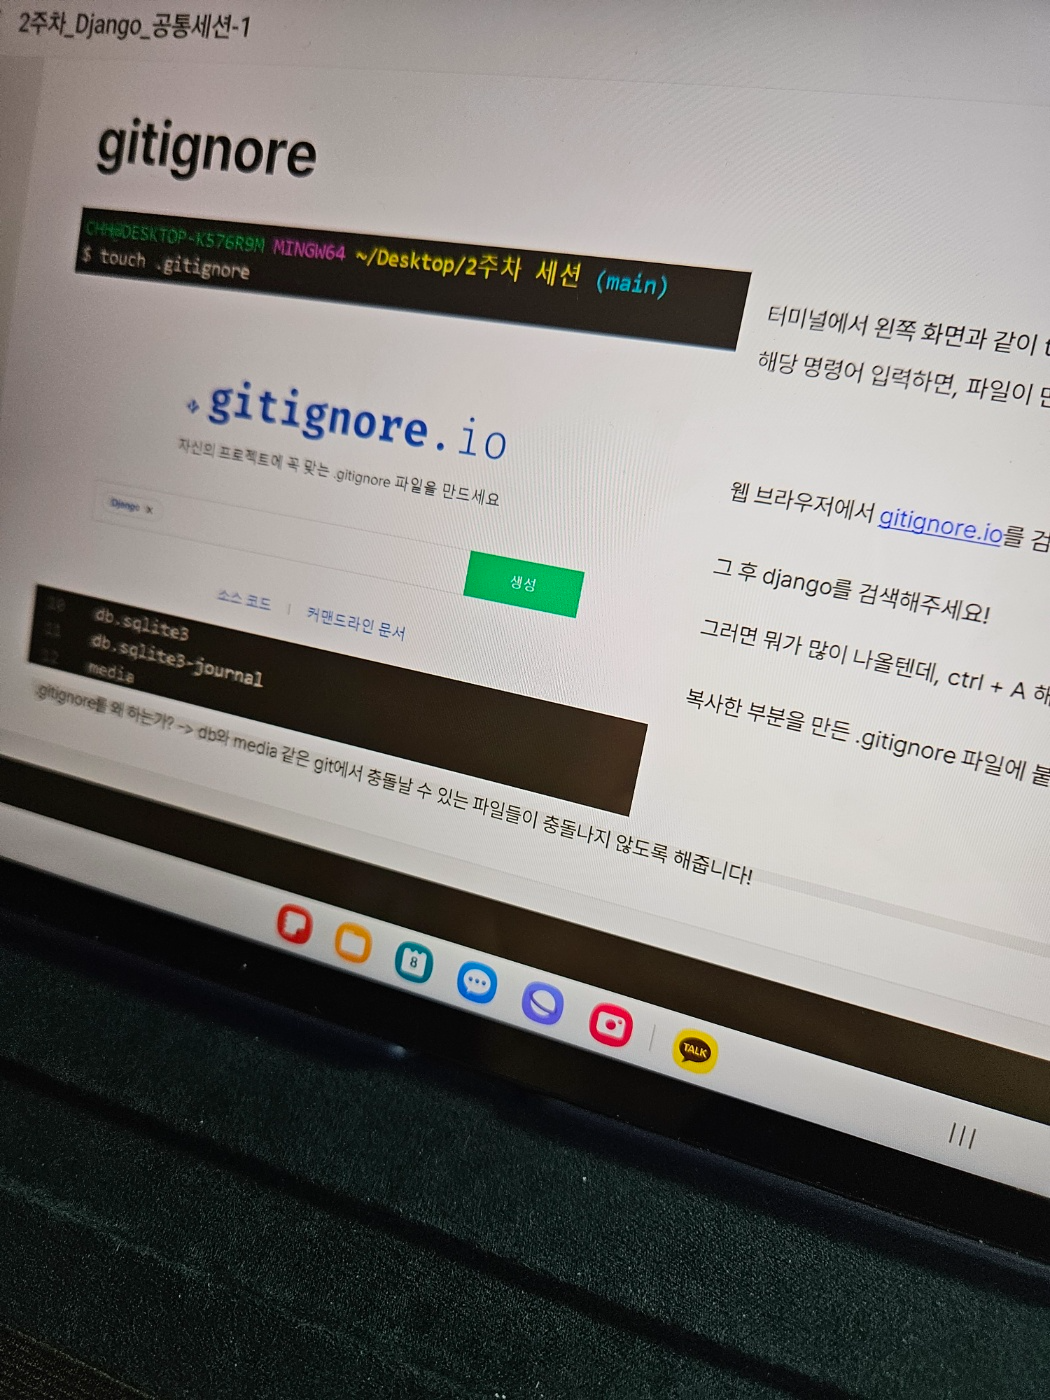 2주차_Django_공통세션-1
gitignore
CHM@DESKTOP-K576R9M MINGW64 ~/Desktop/2주차 세션 (main)
$ touch .gitignore
터미널에서 왼쪽 화면과 같이 t
해당 명령어 입력하면, 파일이 만
gitignore.io
자신의 프로젝트에 꼭 맞는 .gitignore 파일을 만드세요
Django x
생성
소스 코드 | 커맨드라인 문서
웹 브라우저에서 gitignore.io를 검
그 후 django를 검색해주세요!
그러면 뭐가 많이 나올텐데, ctrl + A 해
복사한 부분을 만든 .gitignore 파일에 붙
10 db.sqlite3
11 db.sqlite3-journal
12 media
.gitignore를 왜 하는가? -> db와 media 같은 git에서 충돌날 수 있는 파일들이 충돌나지 않도록 해줍니다!
8
TALK